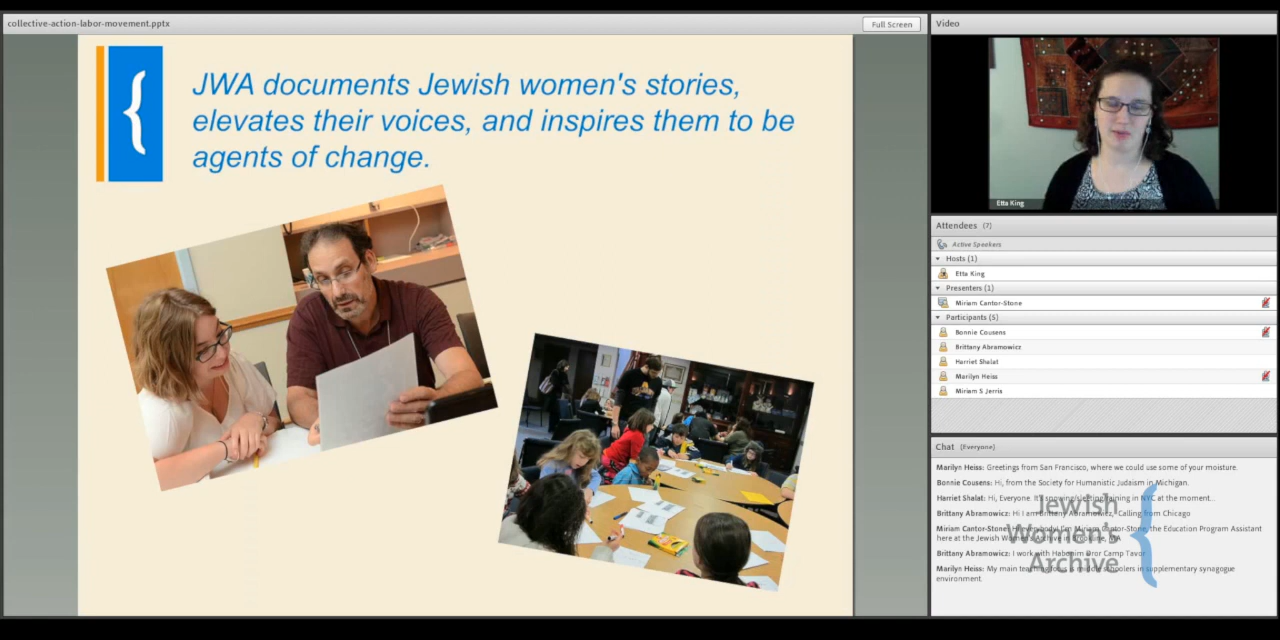 collective-action-labor-movement.pptx
Full Screen
JWA documents Jewish women's stories,
elevates their voices, and inspires them to be
agents of change.
Video
Etta King
Attendees (7)
Active Speakers
Hosts (1)
Etta King
Presenters (1)
Miriam Cantor-Stone
Participants (5)
Bonnie Cousens
Brittany Abramowicz
Harriet Shalat
Marilyn Heiss
Miriam S Jerris
Chat (Everyone)
Marilyn Heiss: Greetings from San Francisco, where we could use some of your moisture.
Bonnie Cousens: Hi, from the Society for Humanistic Judaism in Michigan.
Harriet Shalat: Hi, Everyone. It's snowing/sleeting/raining in NYC at the moment...
Brittany Abramowicz: Hi I am Brittany Abramowicz, Calling from Chicago
Miriam Cantor-Stone: Hi everybody! I'm Miriam Cantor-Stone, the Education Program Assistant
here at the Jewish Women's Archive in Brookline, MA
Brittany Abramowicz: I work with Habonim Dror Camp Tavor
Marilyn Heiss: My main teaching focus is middle schoolers in supplementary synagogue
environment.
Jewish
Women's
Archive